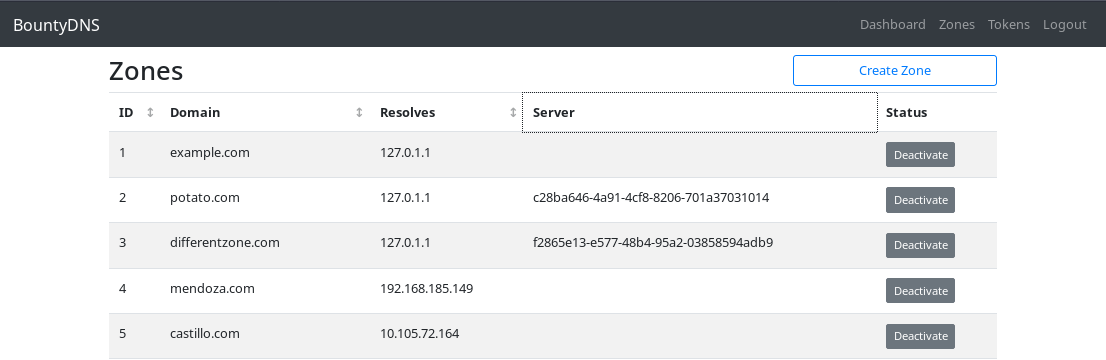 BountyDNS Dashboard Zones Tokens Logout
Zones Create Zone
ID Domain Resolves Server Status
1 example.com 127.0.1.1 Deactivate
2 potato.com 127.0.1.1 c28ba646-4a91-4cf8-8206-701a37031014 Deactivate
3 differentzone.com 127.0.1.1 f2865e13-e577-48b4-95a2-03858594adb9 Deactivate
4 mendoza.com 192.168.185.149 Deactivate
5 castillo.com 10.105.72.164 Deactivate